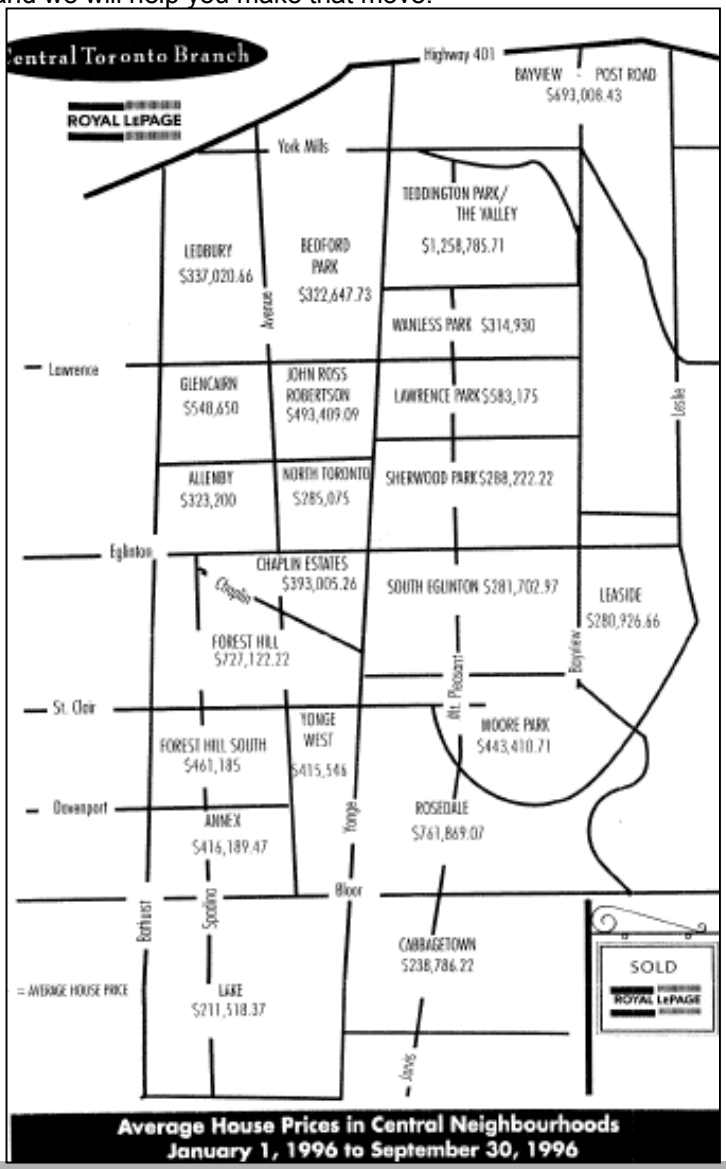 and we will help you make that move!
Central Toronto Branch
ROYAL LEPAGE
Highway 401
BAYVIEW - POST ROAD
$693,008.43
York Mills
TEDDINGTON PARK/
THE VALLEY
$1,258,785.71
LEDBURY
$337,020.66
BEDFORD
PARK
$322,647.73
Avenue
WANLESS PARK $314,930
Lawrence
GLENCAIRN
$548,650
JOHN ROSS
ROBERTSON
$493,409.09
LAWRENCE PARK $583,175
Leslie
ALLENBY
$323,200
NORTH TORONTO
$285,075
SHERWOOD PARK $288,222.22
Eglinton
CHAPLIN ESTATES
$393,005.26
Chaplin
SOUTH EGLINTON $281,702.97
LEASIDE
$280,926.66
FOREST HILL
$727,122.22
Bayview
Mt. Pleasant
St. Clair
YONGE
WEST
$415,546
MOORE PARK
$443,410.71
FOREST HILL SOUTH
$461,185
Davenport
ANNEX
$416,189.47
Yonge
ROSEDALE
$761,869.07
Bloor
Bathurst
Spadina
CABBAGETOWN
$238,786.22
SOLD
ROYAL LEPAGE
= AVERAGE HOUSE PRICE
LAKE
$211,518.37
Jarvis
Average House Prices in Central Neighbourhoods
January 1, 1996 to September 30, 1996